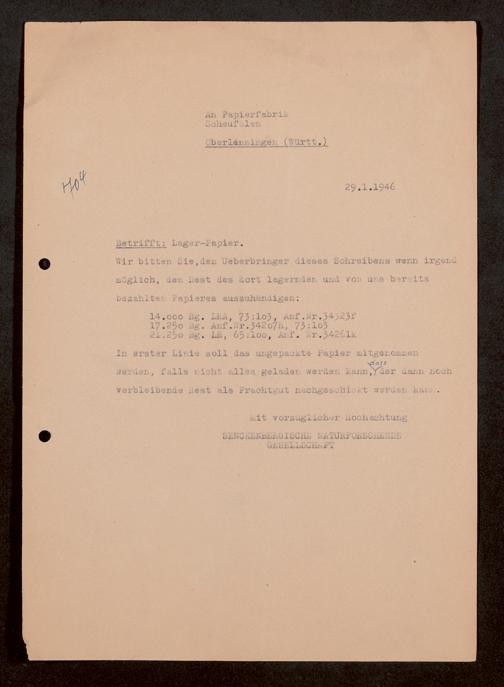 An Papierfabrik
Scheufelen
Oberlenningen (Württ.)
404
29.1.1946
Betrifft: Lager-Papier.
Wir bitten Sie, dem Ueberbringer dieses Schreibens wenn irgend
möglich, den Rest des dort lagernden und von uns bereits
bezahlten Papieres auszuhändigen:
14.000 Bg. LHA, 73:103, Anf.Nr.34323f
17.250 Bg. Anf.Nr.34207H, 73:103
21.250 Bg. LH, 65:100, Anf.Nr. 34261k
In erster Linie soll das ungepackte Papier mitgenommen
werden, falls nicht alles geladen werden kann, dass der dann noch
verbleibende Rest als Frachtgut nachgeschickt werden kann.
Mit vorzüglicher Hochachtung
SENCKENBERGISCHE NATURFORSCHENDE
GESELLSCHAFT